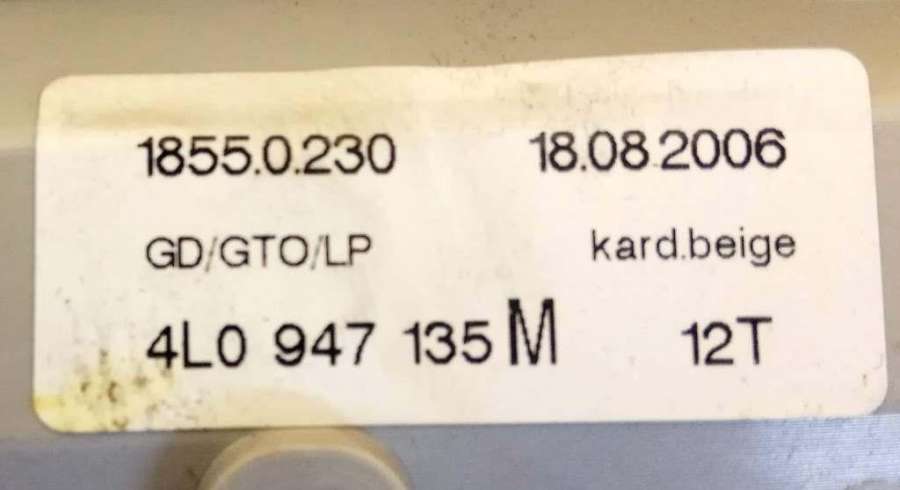 1855.0.230 18.08.2006
GD/GTO/LP kard.beige
4L0 947 135 M 12T